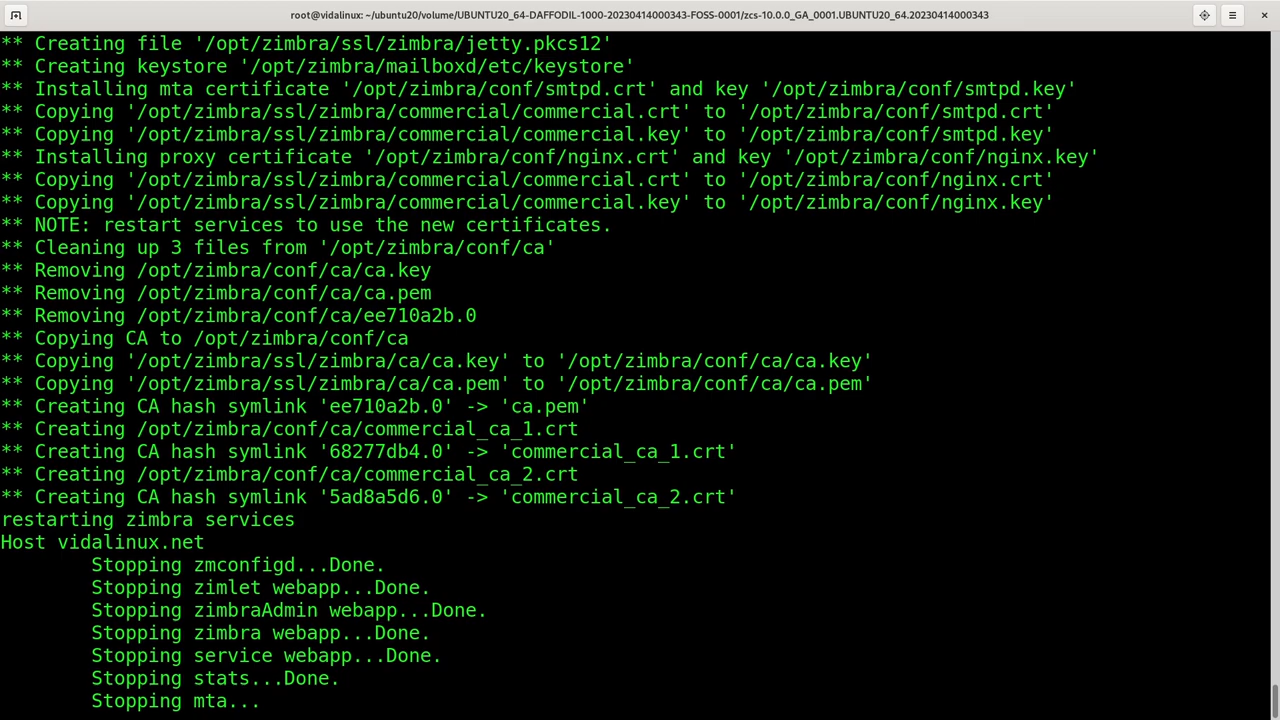 root@vidalinux: ~/ubuntu20/volume/UBUNTU20_64-DAFFODIL-1000-20230414000343-FOSS-0001/zcs-10.0.0_GA_0001.UBUNTU20_64.20230414000343
** Creating file '/opt/zimbra/ssl/zimbra/jetty.pkcs12'
** Creating keystore '/opt/zimbra/mailboxd/etc/keystore'
** Installing mta certificate '/opt/zimbra/conf/smtpd.crt' and key '/opt/zimbra/conf/smtpd.key'
** Copying '/opt/zimbra/ssl/zimbra/commercial/commercial.crt' to '/opt/zimbra/conf/smtpd.crt'
** Copying '/opt/zimbra/ssl/zimbra/commercial/commercial.key' to '/opt/zimbra/conf/smtpd.key'
** Installing proxy certificate '/opt/zimbra/conf/nginx.crt' and key '/opt/zimbra/conf/nginx.key'
** Copying '/opt/zimbra/ssl/zimbra/commercial/commercial.crt' to '/opt/zimbra/conf/nginx.crt'
** Copying '/opt/zimbra/ssl/zimbra/commercial/commercial.key' to '/opt/zimbra/conf/nginx.key'
** NOTE: restart services to use the new certificates.
** Cleaning up 3 files from '/opt/zimbra/conf/ca'
** Removing /opt/zimbra/conf/ca/ca.key
** Removing /opt/zimbra/conf/ca/ca.pem
** Removing /opt/zimbra/conf/ca/ee710a2b.0
** Copying CA to /opt/zimbra/conf/ca
** Copying '/opt/zimbra/ssl/zimbra/ca/ca.key' to '/opt/zimbra/conf/ca/ca.key'
** Copying '/opt/zimbra/ssl/zimbra/ca/ca.pem' to '/opt/zimbra/conf/ca/ca.pem'
** Creating CA hash symlink 'ee710a2b.0' -> 'ca.pem'
** Creating /opt/zimbra/conf/ca/commercial_ca_1.crt
** Creating CA hash symlink '68277db4.0' -> 'commercial_ca_1.crt'
** Creating /opt/zimbra/conf/ca/commercial_ca_2.crt
** Creating CA hash symlink '5ad8a5d6.0' -> 'commercial_ca_2.crt'
restarting zimbra services
Host vidalinux.net
Stopping zmconfigd...Done.
Stopping zimlet webapp...Done.
Stopping zimbraAdmin webapp...Done.
Stopping zimbra webapp...Done.
Stopping service webapp...Done.
Stopping stats...Done.
Stopping mta...